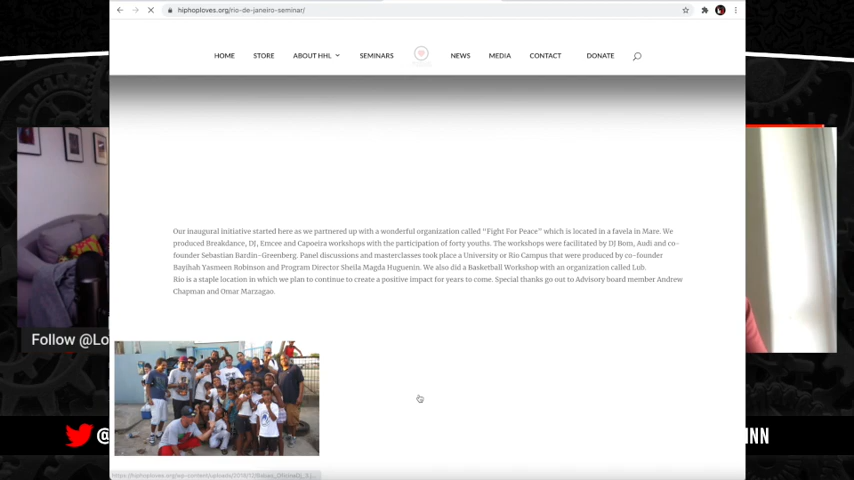 hiphoploves.org/rio-de-janeiro-seminar/
HOME STORE ABOUT HHL SEMINARS NEWS MEDIA CONTACT DONATE
Our inaugural initiative started here as we partnered up with a wonderful organization called "Fight For Peace" which is located in a favela in Mare. We
produced Breakdance, DJ, Emcee and Capoeira workshops with the participation of forty youths. The workshops were facilitated by DJ Bom, Audi and co-
founder Sebastian Bardin-Greenberg. Panel discussions and masterclasses took place a University or Rio Campus that were produced by co-founder
Bayihah Yasmeen Robinson and Program Director Sheila Magda Huguenin. We also did a Basketball Workshop with an organization called Lub.
Rio is a staple location in which we plan to continue to create a positive impact for years to come. Special thanks go out to Advisory board member Andrew
Chapman and Omar Marzagao.
Follow @Lo
@
INN